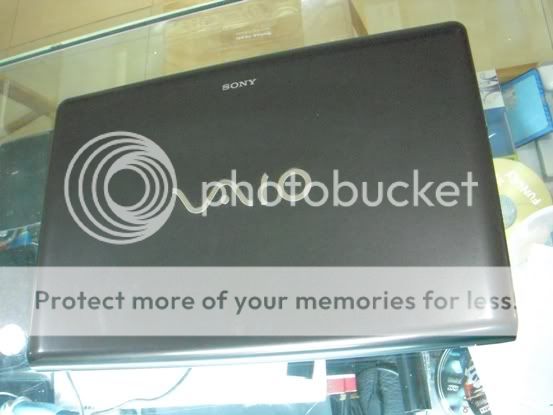 SONY
VAIO
photobucket
Protect more of your memories for less.